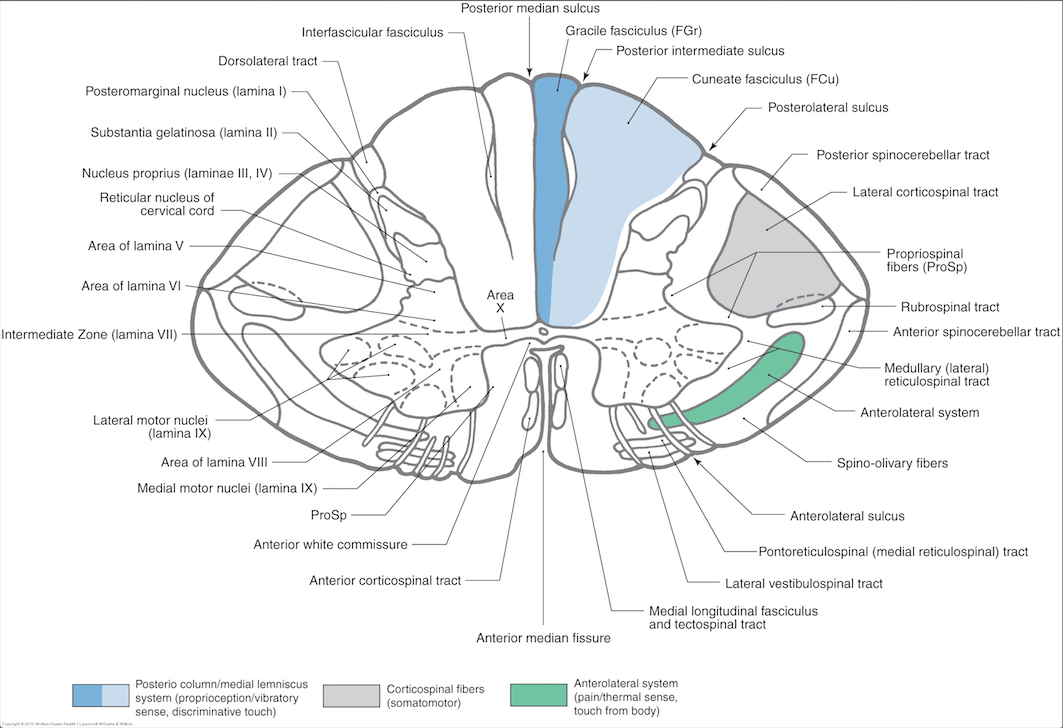 Posterior median sulcus
Interfascicular fasciculus
Gracile fasciculus (FGr)
Posterior intermediate sulcus
Dorsolateral tract
Cuneate fasciculus (FCu)
Posteromarginal nucleus (lamina I)
Posterolateral sulcus
Substantia gelatinosa (lamina II)
Posterior spinocerebellar tract
Nucleus proprius (laminae III, IV)
Lateral corticospinal tract
Reticular nucleus of
cervical cord
Area of lamina V
Propriospinal
fibers (ProSp)
Area of lamina VI
Area
X
Rubrospinal tract
Intermediate Zone (lamina VII)
Anterior spinocerebellar tract
Medullary (lateral)
reticulospinal tract
Lateral motor nuclei
(lamina IX)
Anterolateral system
Area of lamina VIII
Spino-olivary fibers
Medial motor nuclei (lamina IX)
ProSp
Anterolateral sulcus
Anterior white commissure
Pontoreticulospinal (medial reticulospinal) tract
Anterior corticospinal tract
Lateral vestibulospinal tract
Medial longitudinal fasciculus
and tectospinal tract
Anterior median fissure
Posterio column/medial lemniscus
system (proprioception/vibratory
sense, discriminative touch)
Corticospinal fibers
(somatomotor)
Anterolateral system
(pain/thermal sense,
touch from body)
Copyright © 2012 Wolters Kluwer Health | Lippincott Williams & Wilkins